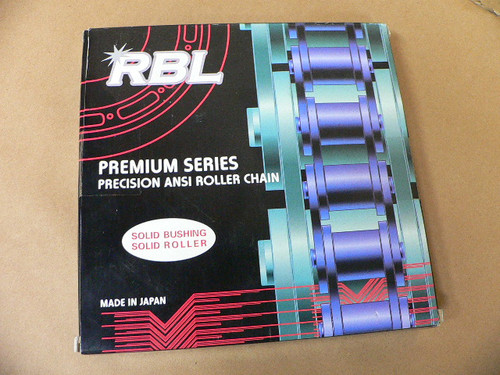 RBL
PREMIUM SERIES
PRECISION ANSI ROLLER CHAIN
SOLID BUSHING
SOLID ROLLER
MADE IN JAPAN